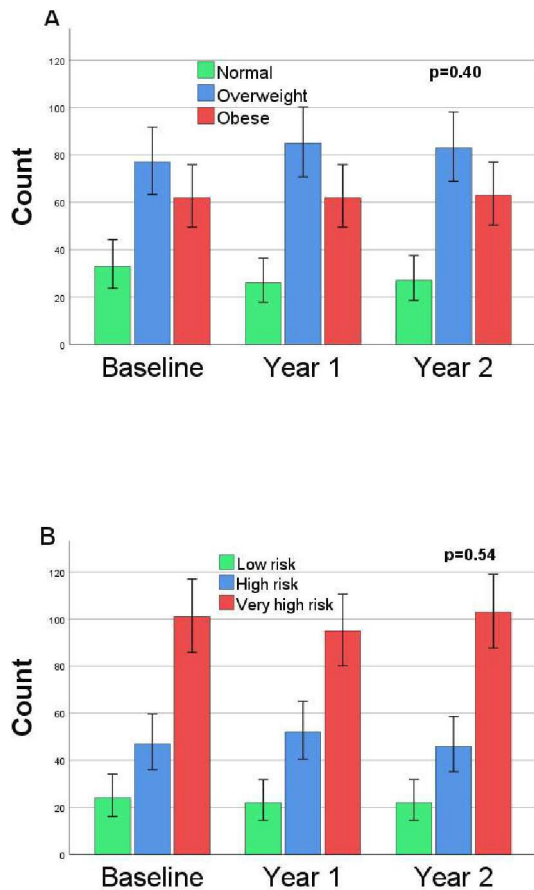 A
120
100
80
60
40
20
0
Count
Normal
Overweight
Obese
p=0.40
Baseline Year 1 Year 2
B
120
100
80
60
40
20
0
Count
Low risk
High risk
Very high risk
p=0.54
Baseline Year 1 Year 2